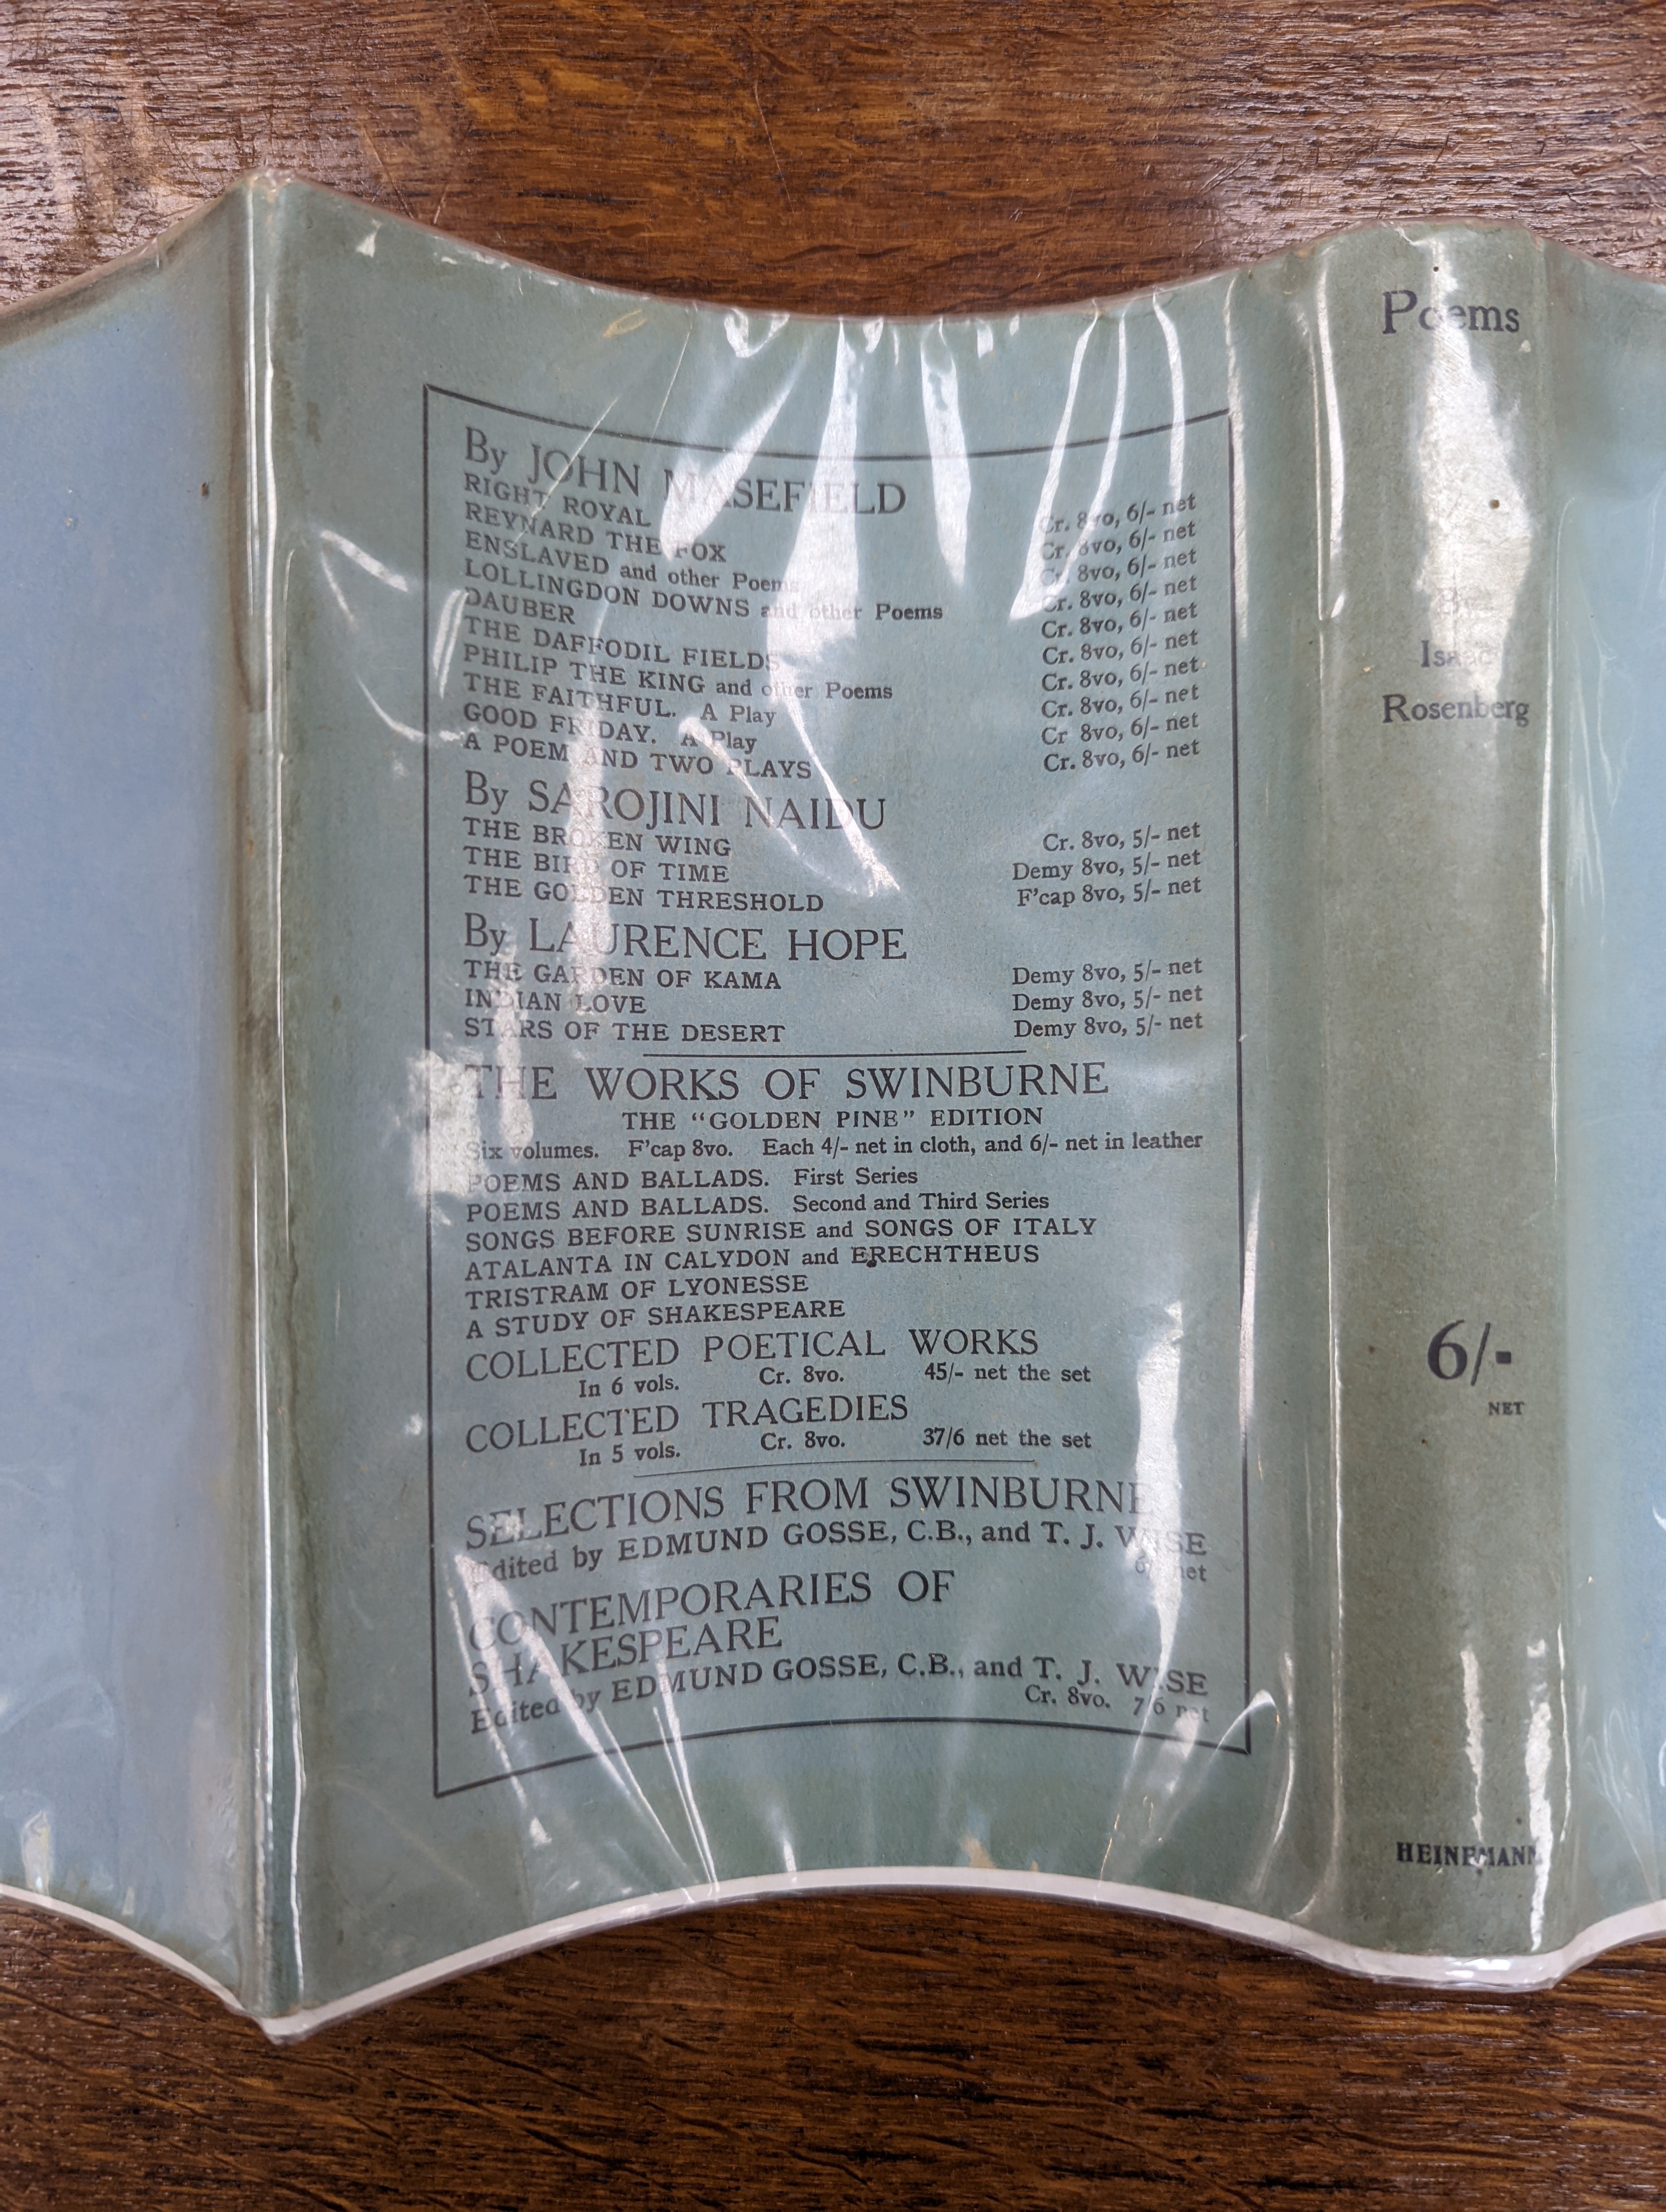 By JOHN MASEFIELD
RIGHT ROYAL Cr. 8vo, 6/- net
REYNARD THE FOX Cr. 8vo, 6/- net
ENSLAVED and other Poems Cr. 8vo, 6/- net
LOLLINGDON DOWNS and other Poems Cr. 8vo, 6/- net
DAUBER Cr. 8vo, 6/- net
THE DAFFODIL FIELDS Cr. 8vo, 6/- net
PHILIP THE KING and other Poems Cr. 8vo, 6/- net
THE FAITHFUL. A Play Cr. 8vo, 6/- net
GOOD FRIDAY. A Play Cr 8vo, 6/- net
A POEM AND TWO PLAYS Cr. 8vo, 6/- net
By SAROJINI NAIDU
THE BROKEN WING Cr. 8vo, 5/- net
THE BIRD OF TIME Demy 8vo, 5/- net
THE GOLDEN THRESHOLD F'cap 8vo, 5/- net
By LAURENCE HOPE
THE GARDEN OF KAMA Demy 8vo, 5/- net
INDIAN LOVE Demy 8vo, 5/- net
STARS OF THE DESERT Demy 8vo, 5/- net
THE WORKS OF SWINBURNE
THE "GOLDEN PINE" EDITION
Six volumes. F'cap 8vo. Each 4/- net in cloth, and 6/- net in leather
POEMS AND BALLADS. First Series
POEMS AND BALLADS. Second and Third Series
SONGS BEFORE SUNRISE and SONGS OF ITALY
ATALANTA IN CALYDON and ERECHTHEUS
TRISTRAM OF LYONESSE
A STUDY OF SHAKESPEARE
COLLECTED POETICAL WORKS
In 6 vols. Cr. 8vo. 45/- net the set
COLLECTED TRAGEDIES
In 5 vols. Cr. 8vo. 37/6 net the set
SELECTIONS FROM SWINBURNE
Edited by EDMUND GOSSE, C.B., and T. J. WISE
net
CONTEMPORARIES OF
SHAKESPEARE
Edited by EDMUND GOSSE, C.B., and T. J. WISE
Cr. 8vo. 7/6 net
Poems
By
Isaac
Rosenberg
6/-
NET
HEINEMANN